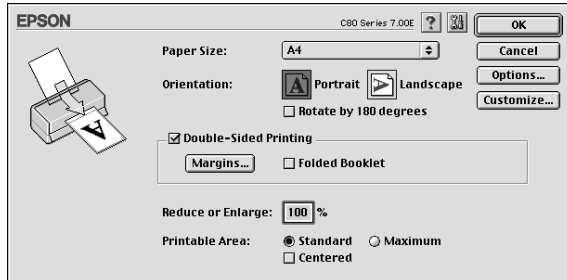 EPSON
C80 Series 7.00E
?
OK
Paper Size:
A4
Cancel
Orientation:
A
Portrait
A
Landscape
Options...
Rotate by 180 degrees
Customize...
A
Double-Sided Printing
Margins...
Folded Booklet
Reduce or Enlarge:
100 %
Printable Area:
Standard
Maximum
Centered